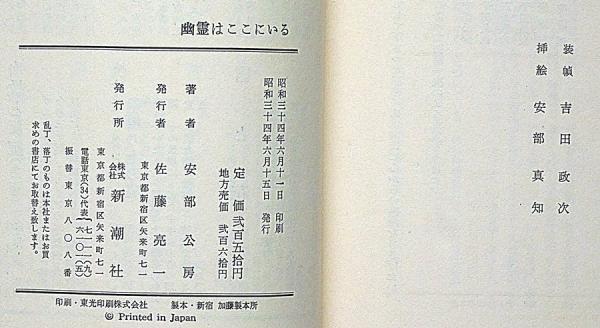 装幀 吉田政次
挿絵 安部真知
幽霊はここにいる
昭和三十四年六月十一日 印刷
昭和三十四年六月十五日 発行
定価 弐百五拾円
地方売価 弐百六拾円
著者 安部公房
発行者 佐藤亮一
東京都新宿区矢来町七一
発行所 株式会社 新潮社
東京都新宿区矢来町七一
電話東京(34)代表
振替東京八〇八番
乱丁、落丁のものは本社またはお買
求めの書店にてお取替え致します。
印刷・東光印刷株式会社 製本・新宿 加藤製本所
© Printed in Japan